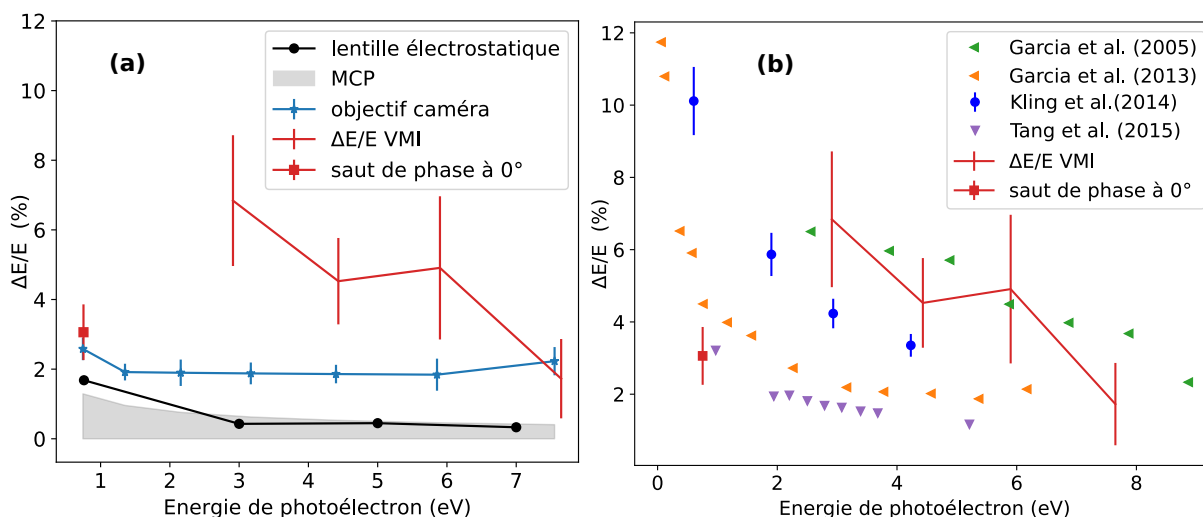 (a)
lentille électrostatique
MCP
objectif caméra
ΔE/E VMI
saut de phase à 0°
ΔE/E (%)
12
10
8
6
4
2
0
1 2 3 4 5 6 7
Energie de photoélectron (eV)
(b)
Garcia et al. (2005)
Garcia et al. (2013)
Kling et al.(2014)
Tang et al. (2015)
ΔE/E VMI
saut de phase à 0°
ΔE/E (%)
12
10
8
6
4
2
0 2 4 6 8
Energie de photoélectron (eV)